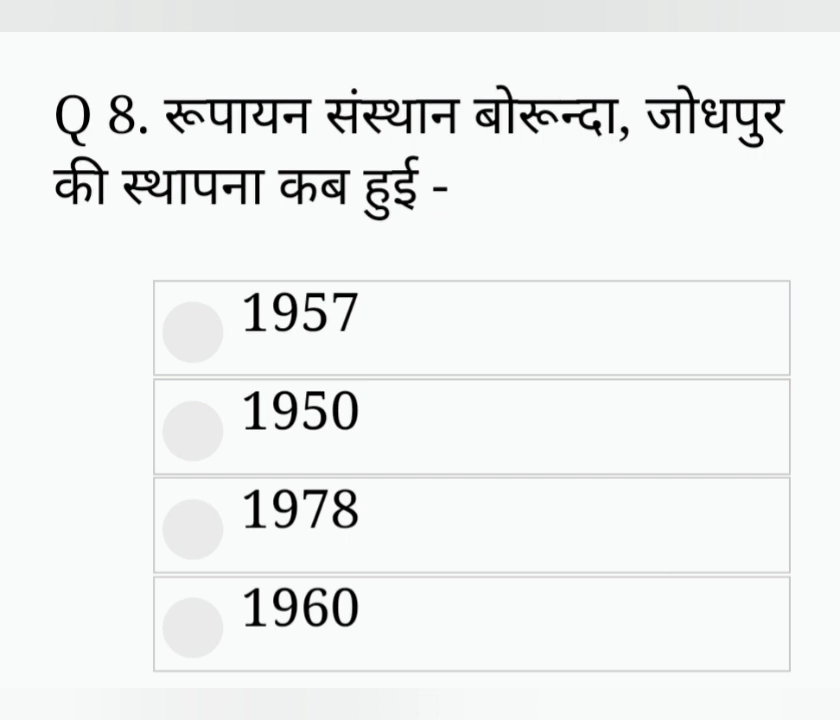 Q 8. रूपायन संस्थान बोरून्दा, जोधपुर
की स्थापना कब हुई -
1957
1950
1978
1960